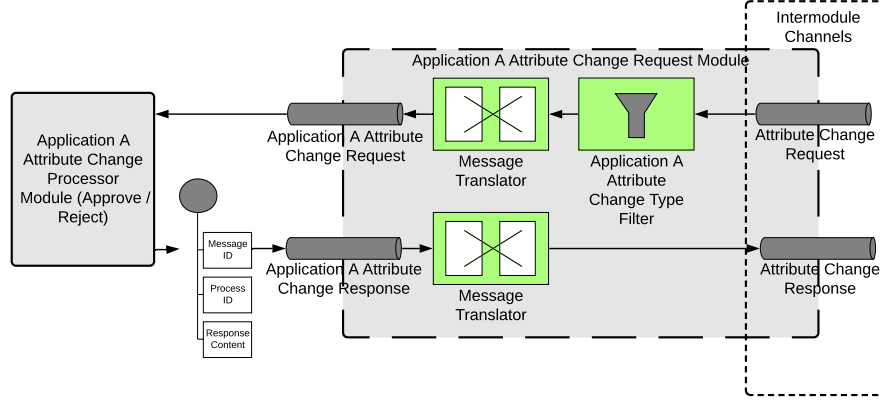 Intermodule
Channels
Application A Attribute Change Request Module
Application A
Attribute Change
Processor
Module (Approve /
Reject)
Application A Attribute
Change Request
Message
Translator
Application A
Attribute
Change Type
Filter
Attribute Change
Request
Message
ID
Process
ID
Response
Content
Application A Attribute
Change Response
Message
Translator
Attribute Change
Response